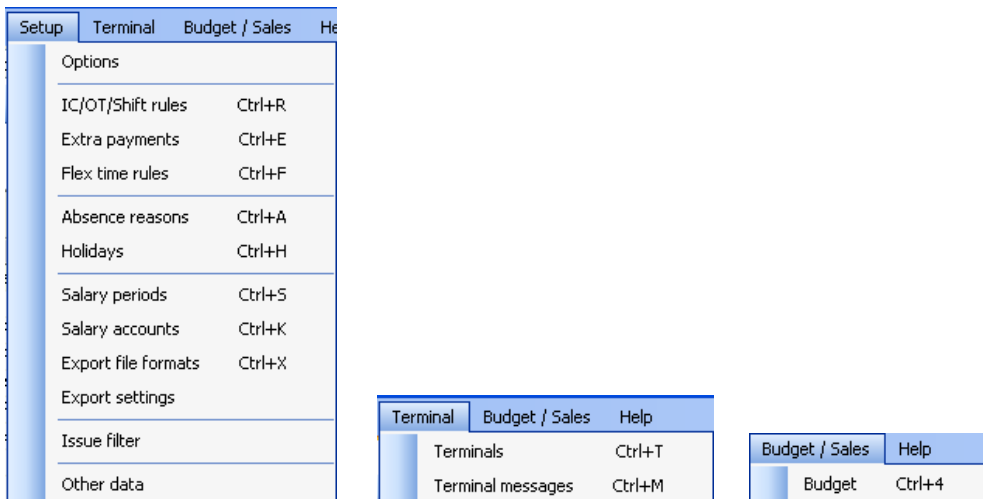 Setup Terminal Budget / Sales He
Options
IC/OT/Shift rules Ctrl+R
Extra payments Ctrl+E
Flex time rules Ctrl+F
Absence reasons Ctrl+A
Holidays Ctrl+H
Salary periods Ctrl+S
Salary accounts Ctrl+K
Export file formats Ctrl+X
Export settings
Issue filter
Other data
Terminal Budget / Sales Help
Terminals Ctrl+T
Terminal messages Ctrl+M
Budget / Sales Help
Budget Ctrl+4